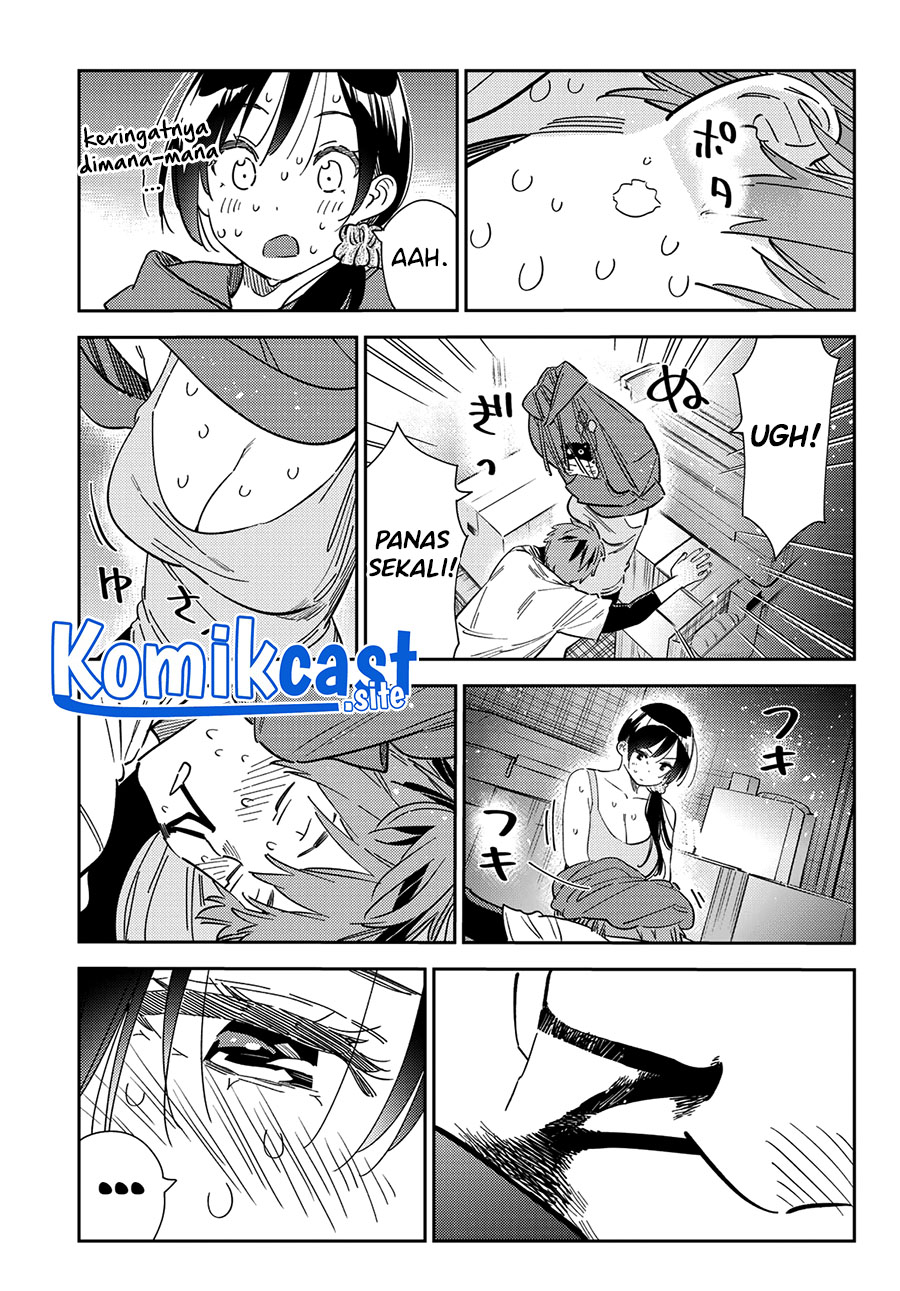 ポタ
AAH.
keringatnya
dimana-mana
...
UGH!
ぬ
ぎっ
PANAS
SEKALI!
ゆさ
Komikcast
.site
フキ
フキ
...